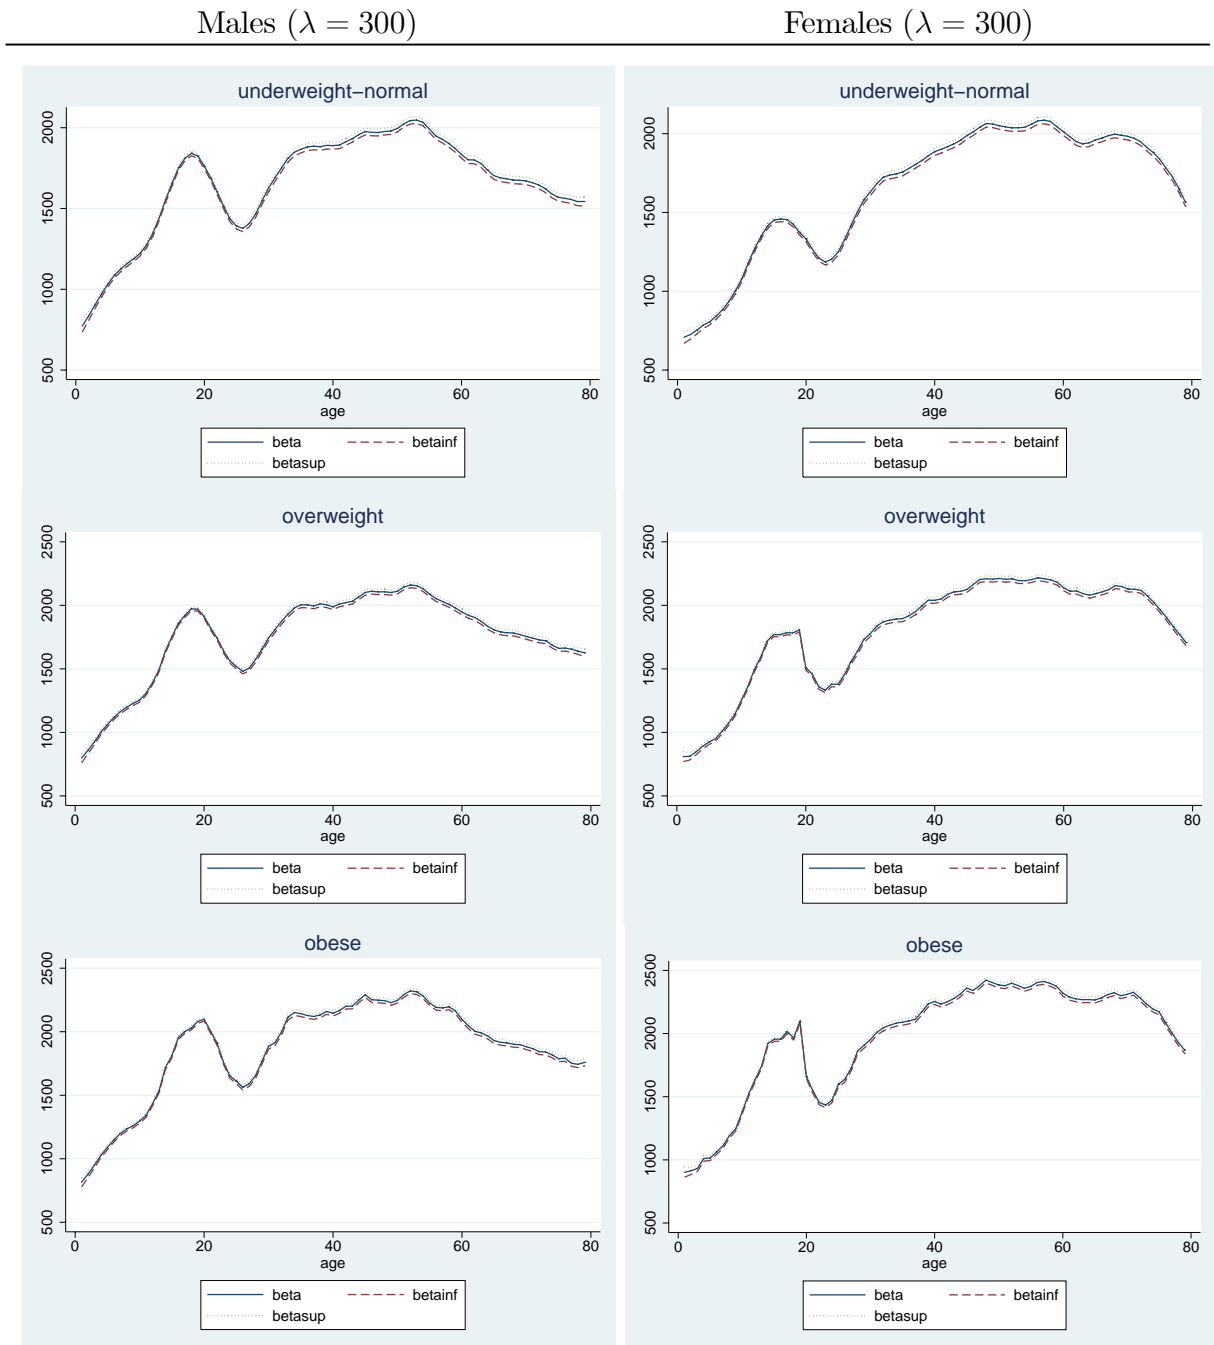 Males (λ = 300)
Females (λ = 300)
underweight−normal
2000
1500
1000
500
0 20 40 60 80
age
beta betainf
betasup
underweight−normal
2000
1500
1000
500
0 20 40 60 80
age
beta betainf
betasup
overweight
2500
2000
1500
1000
500
0 20 40 60 80
age
beta betainf
betasup
overweight
2500
2000
1500
1000
500
0 20 40 60 80
age
beta betainf
betasup
obese
2500
2000
1500
1000
500
0 20 40 60 80
age
beta betainf
betasup
obese
2500
2000
1500
1000
500
0 20 40 60 80
age
beta betainf
betasup